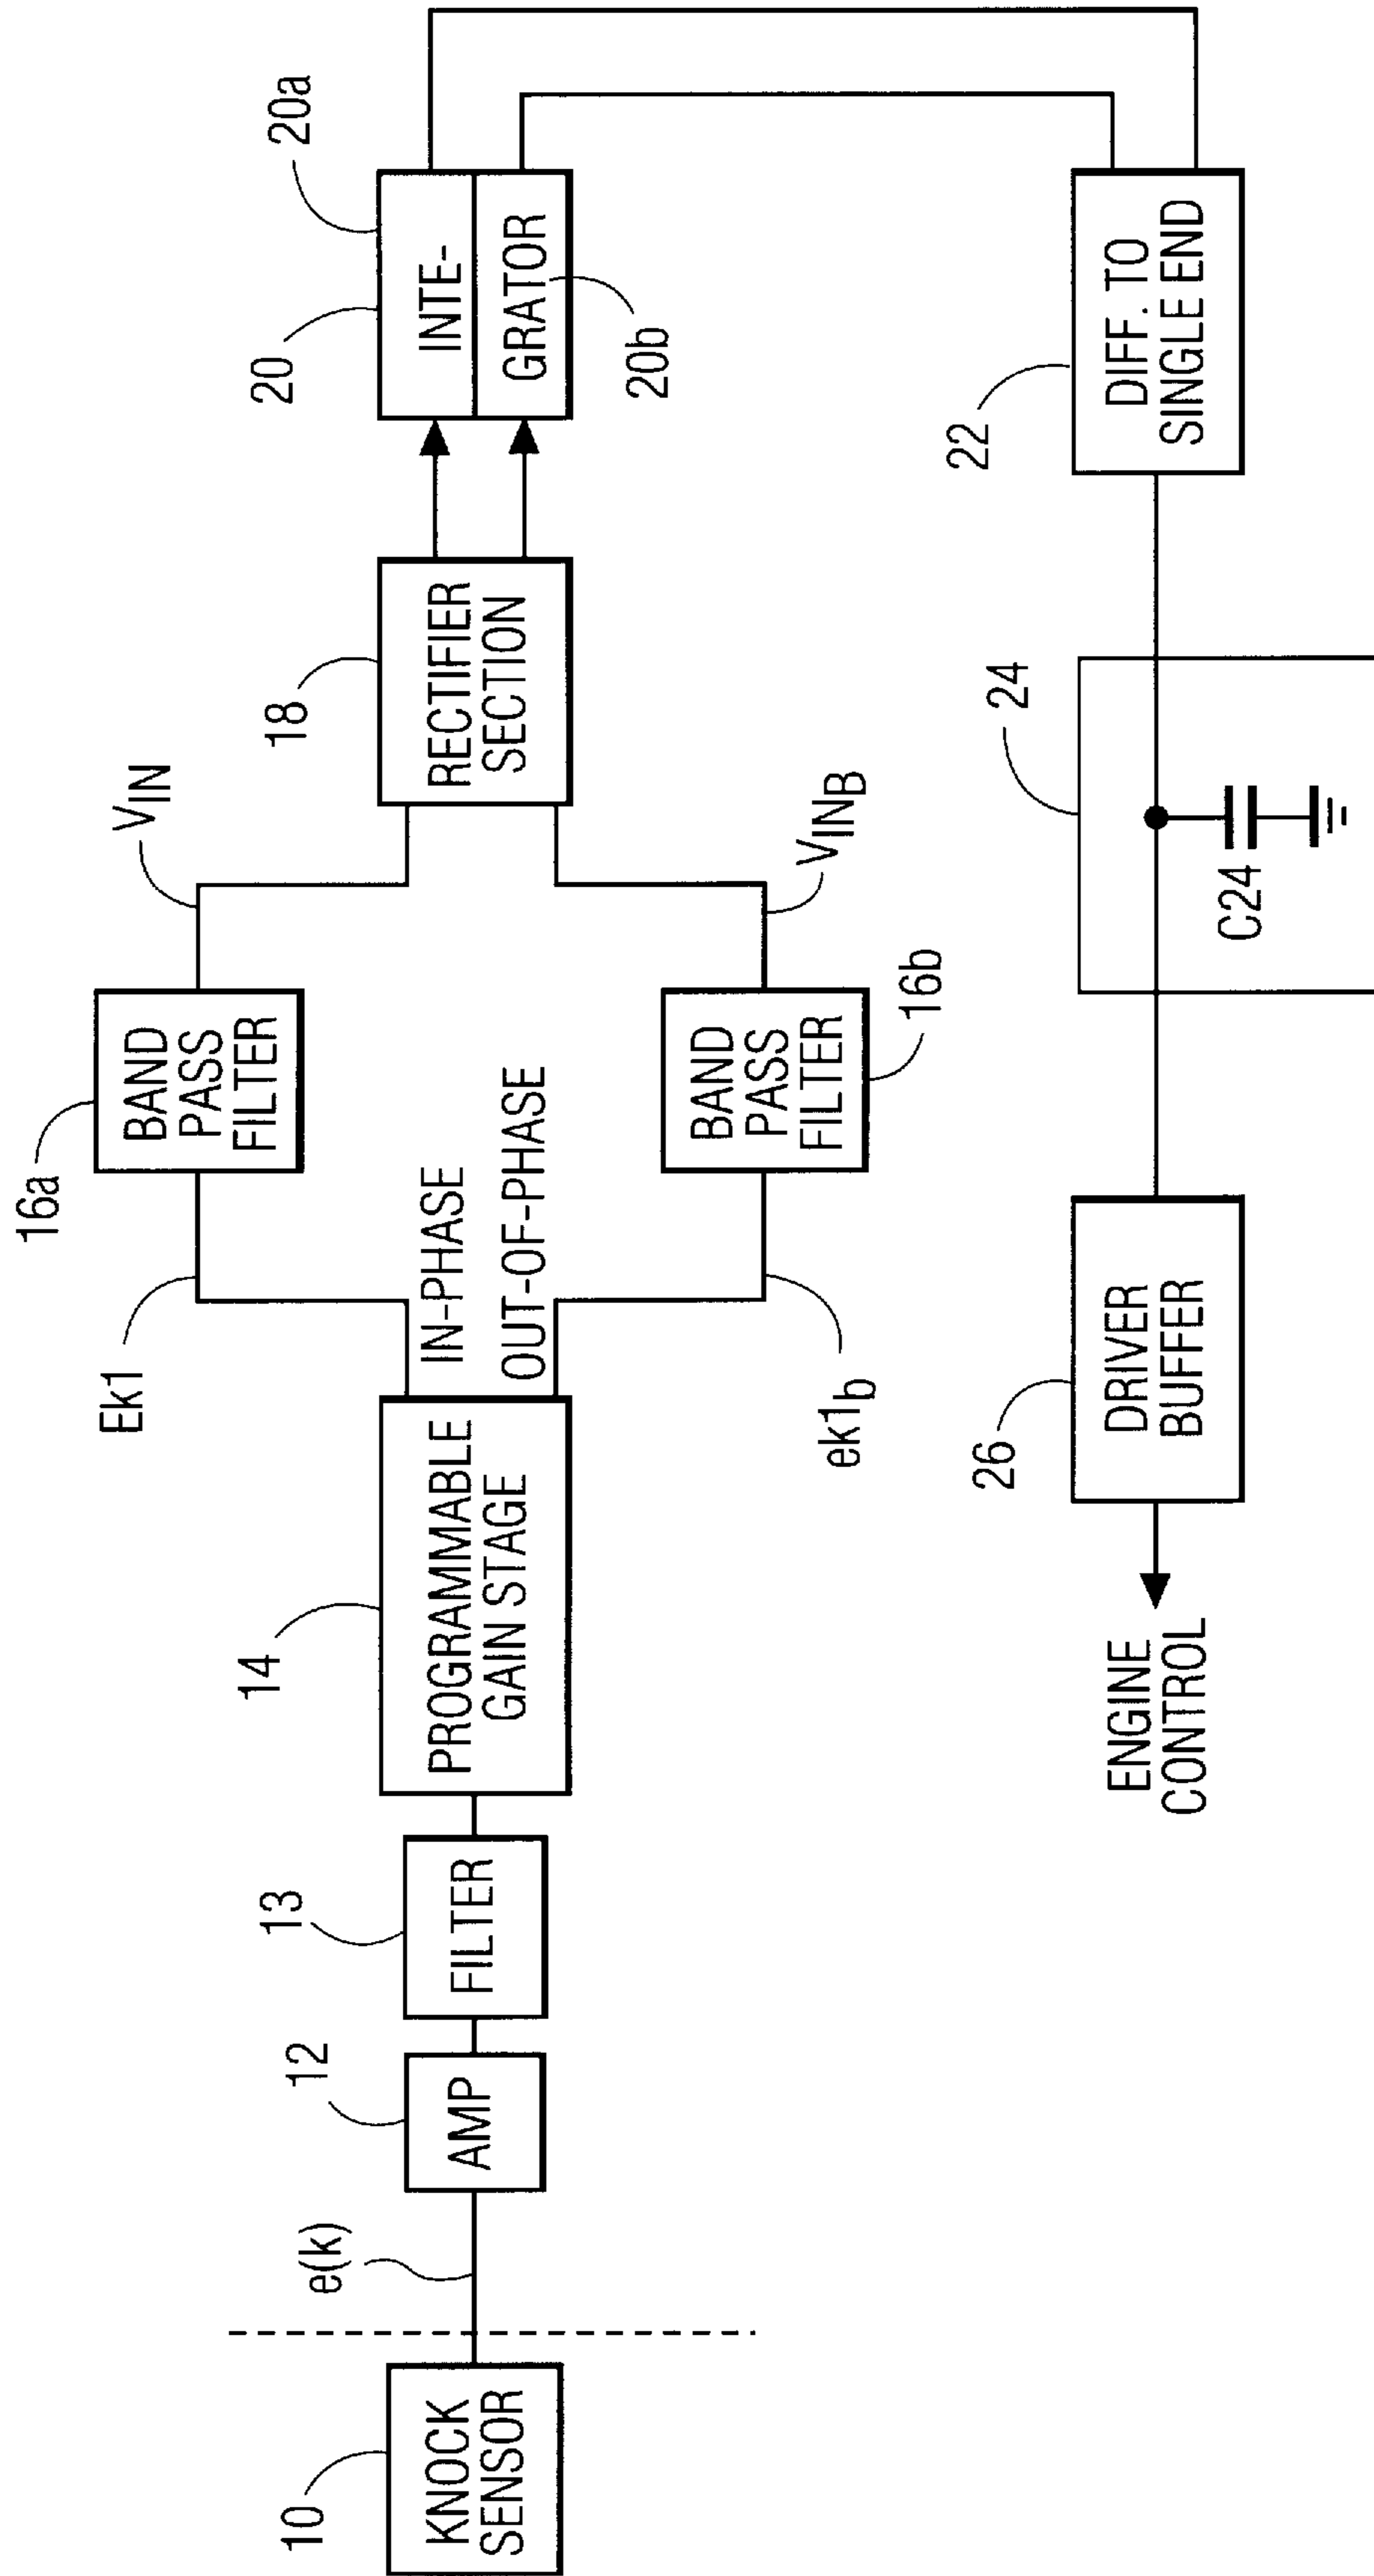 10
KNOCK
SENSOR
e(k)
12
AMP
13
FILTER
14
PROGRAMMABLE
GAIN STAGE
Ek1
IN-PHASE
OUT-OF-PHASE
ek1b
16a
BAND
PASS
FILTER
BAND
PASS
FILTER
16b
VIN
VINB
18
RECTIFIER
SECTION
20
20a
INTE-
GRATOR
20b
22
DIFF. TO
SINGLE END
24
C24
26
DRIVER
BUFFER
ENGINE
CONTROL